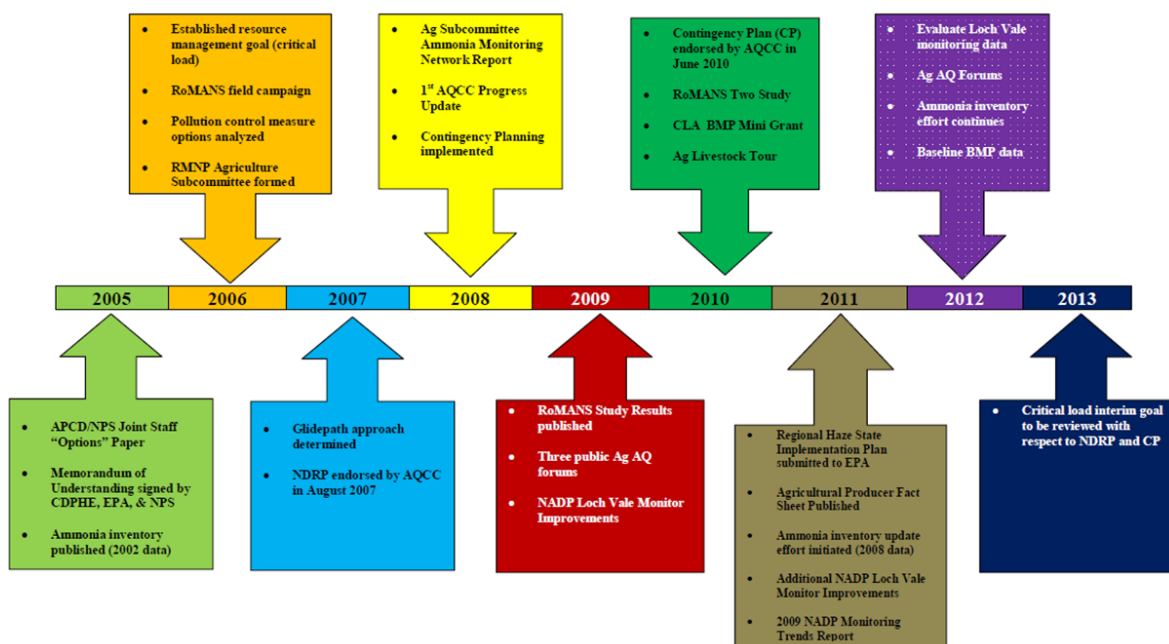 Established resource
management goal (critical
load)
RoMANS field campaign
Pollution control measure
options analyzed
RMNP Agriculture
Subcommittee formed
Ag Subcommittee
Ammonia Monitoring
Network Report
1st AQCC Progress
Update
Contingency Planning
implemented
Contingency Plan (CP)
endorsed by AQCC in
June 2010
RoMANS Two Study
CLA BMP Mini Grant
Ag Livestock Tour
Evaluate Loch Vale
monitoring data
Ag AQ Forums
Ammonia inventory
effort continues
Baseline BMP data
2005 2006 2007 2008 2009 2010 2011 2012 2013
APCD/NPS Joint Staff
“Options” Paper
Memorandum of
Understanding signed by
CDPHE, EPA, & NPS
Ammonia inventory
published (2002 data)
Glidepath approach
determined
NDRP endorsed by AQCC
in August 2007
RoMANS Study Results
published
Three public Ag AQ
forums
NADP Loch Vale Monitor
Improvements
Regional Haze State
Implementation Plan
submitted to EPA
Agricultural Producer Fact
Sheet Published
Ammonia inventory update
effort initiated (2008 data)
Additional NADP Loch Vale
Monitor Improvements
2009 NADP Monitoring
Trends Report
Critical load interim goal
to be reviewed with
respect to NDRP and CP